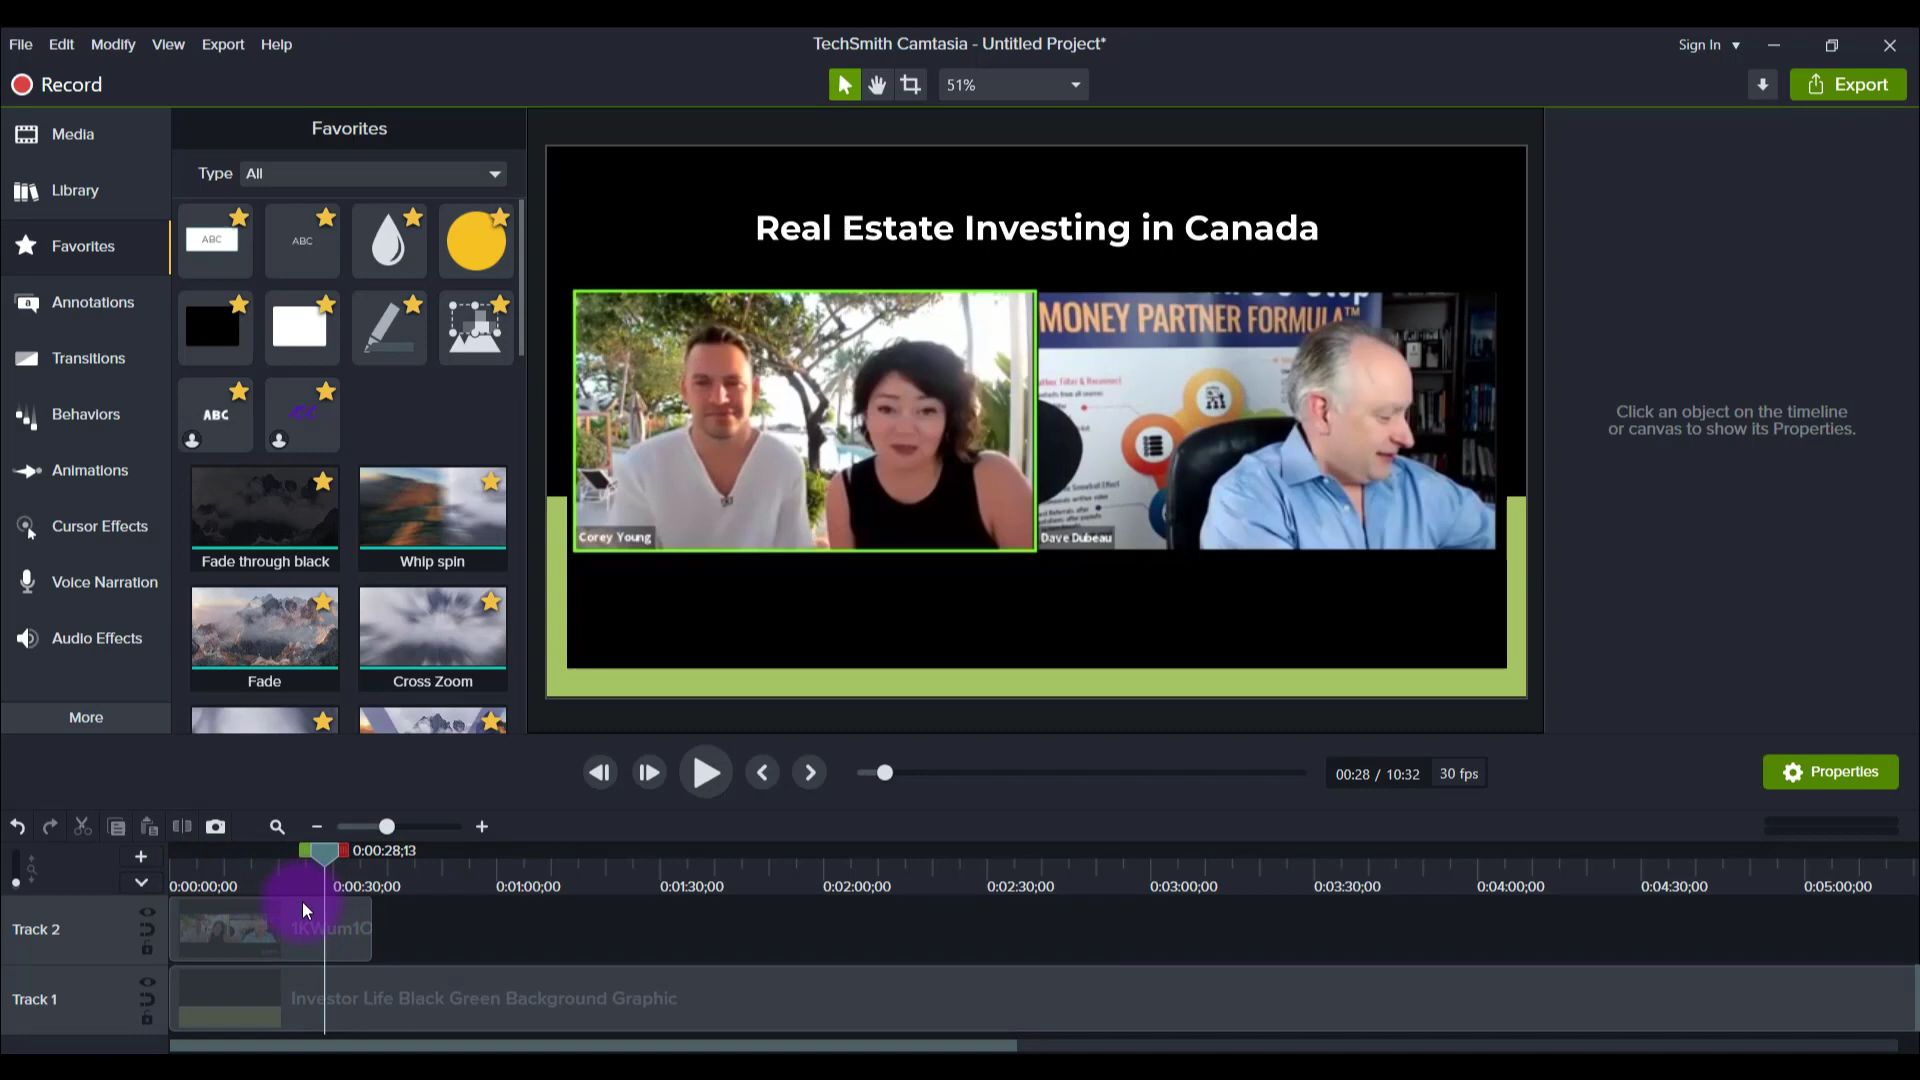 File Edit Modify View Export Help
TechSmith Camtasia - Untitled Project*
Sign In
Record
51%
Export
Media
Library
Favorites
Annotations
Transitions
Behaviors
Animations
Cursor Effects
Voice Narration
Audio Effects
More
Favorites
Type All
ABC
ABC
ABC
Fade through black
Whip spin
Fade
Cross Zoom
Real Estate Investing in Canada
MONEY PARTNER FORMULA™
Corey Young
Dave Dubeau
Click an object on the timeline
or canvas to show its Properties.
00:28 / 10:32 30 fps
Properties
0:00:28;13
0:00:00;00 0:00:30;00 0:01:00;00 0:01:30;00 0:02:00;00 0:02:30;00 0:03:00;00 0:03:30;00 0:04:00;00 0:04:30;00 0:05:00;00
Track 2
Track 1
Investor Life Black Green Background Graphic